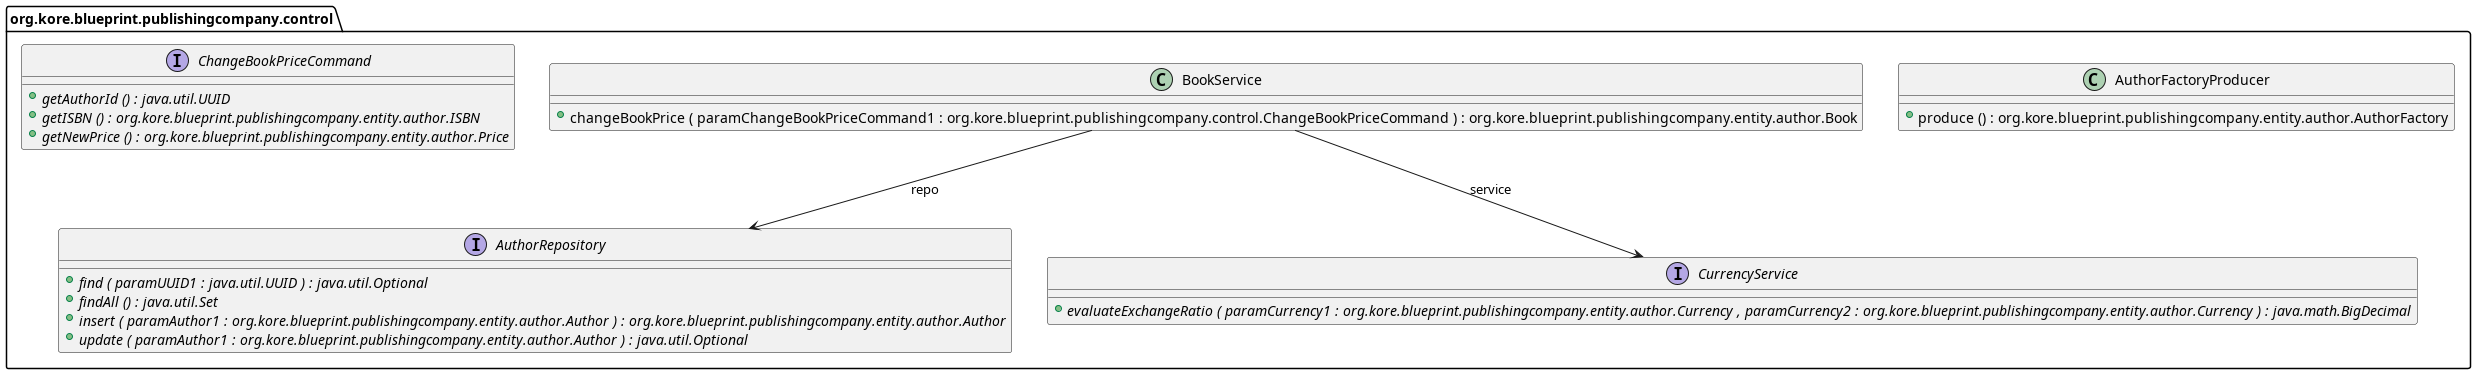 org.kore.blueprint.publishingcompany.control
I ChangeBookPriceCommand
getAuthorId () : java.util.UUID
getISBN () : org.kore.blueprint.publishingcompany.entity.author.ISBN
getNewPrice () : org.kore.blueprint.publishingcompany.entity.author.Price
C BookService
changeBookPrice ( paramChangeBookPriceCommand1 : org.kore.blueprint.publishingcompany.control.ChangeBookPriceCommand ) : org.kore.blueprint.publishingcompany.entity.author.Book
C AuthorFactoryProducer
produce () : org.kore.blueprint.publishingcompany.entity.author.AuthorFactory
repo
service
I AuthorRepository
find ( paramUUID1 : java.util.UUID ) : java.util.Optional
findAll () : java.util.Set
insert ( paramAuthor1 : org.kore.blueprint.publishingcompany.entity.author.Author ) : org.kore.blueprint.publishingcompany.entity.author.Author
update ( paramAuthor1 : org.kore.blueprint.publishingcompany.entity.author.Author ) : java.util.Optional
I CurrencyService
evaluateExchangeRatio ( paramCurrency1 : org.kore.blueprint.publishingcompany.entity.author.Currency , paramCurrency2 : org.kore.blueprint.publishingcompany.entity.author.Currency ) : java.math.BigDecimal